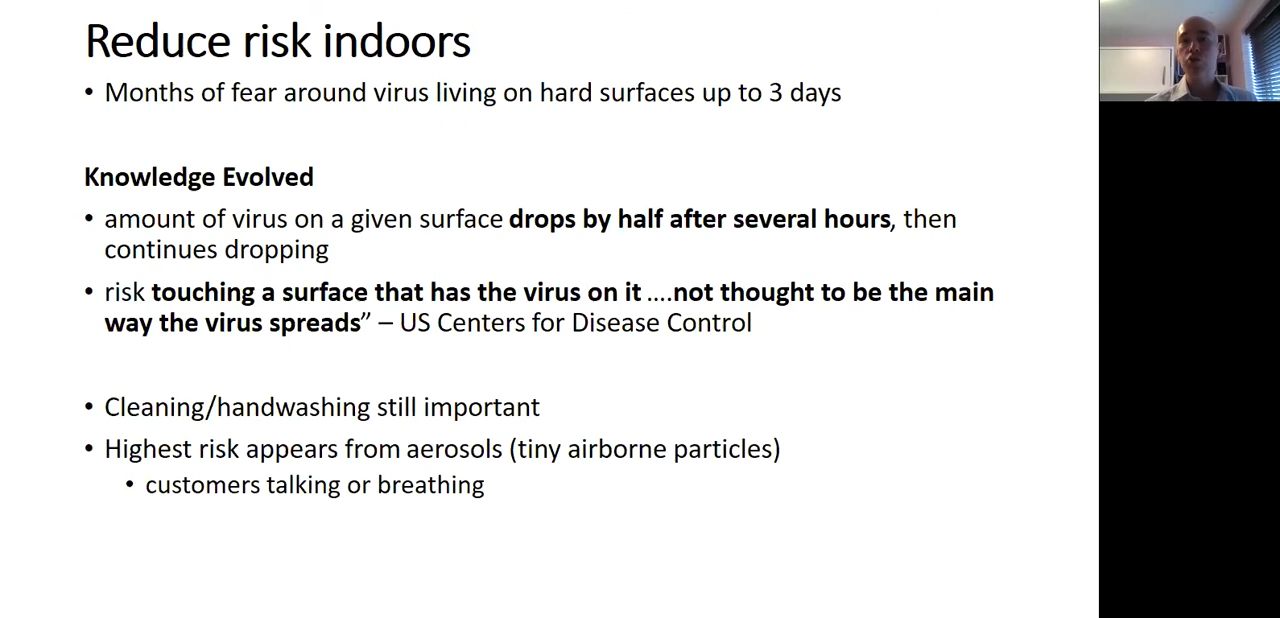 Reduce risk indoors
• Months of fear around virus living on hard surfaces up to 3 days
Knowledge Evolved
• amount of virus on a given surface drops by half after several hours, then
continues dropping
• risk touching a surface that has the virus on it ....not thought to be the main
way the virus spreads” – US Centers for Disease Control
• Cleaning/handwashing still important
• Highest risk appears from aerosols (tiny airborne particles)
• customers talking or breathing